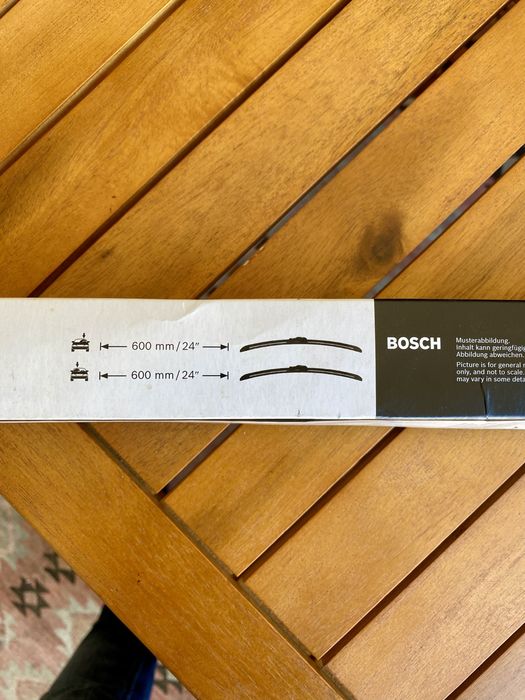 600 mm/24"
600 mm/24"
BOSCH
Musterabbildung.
Inhalt kann geringfügig
Abbildung abweichen.
Picture is for general
only, and not to scale.
may vary in some